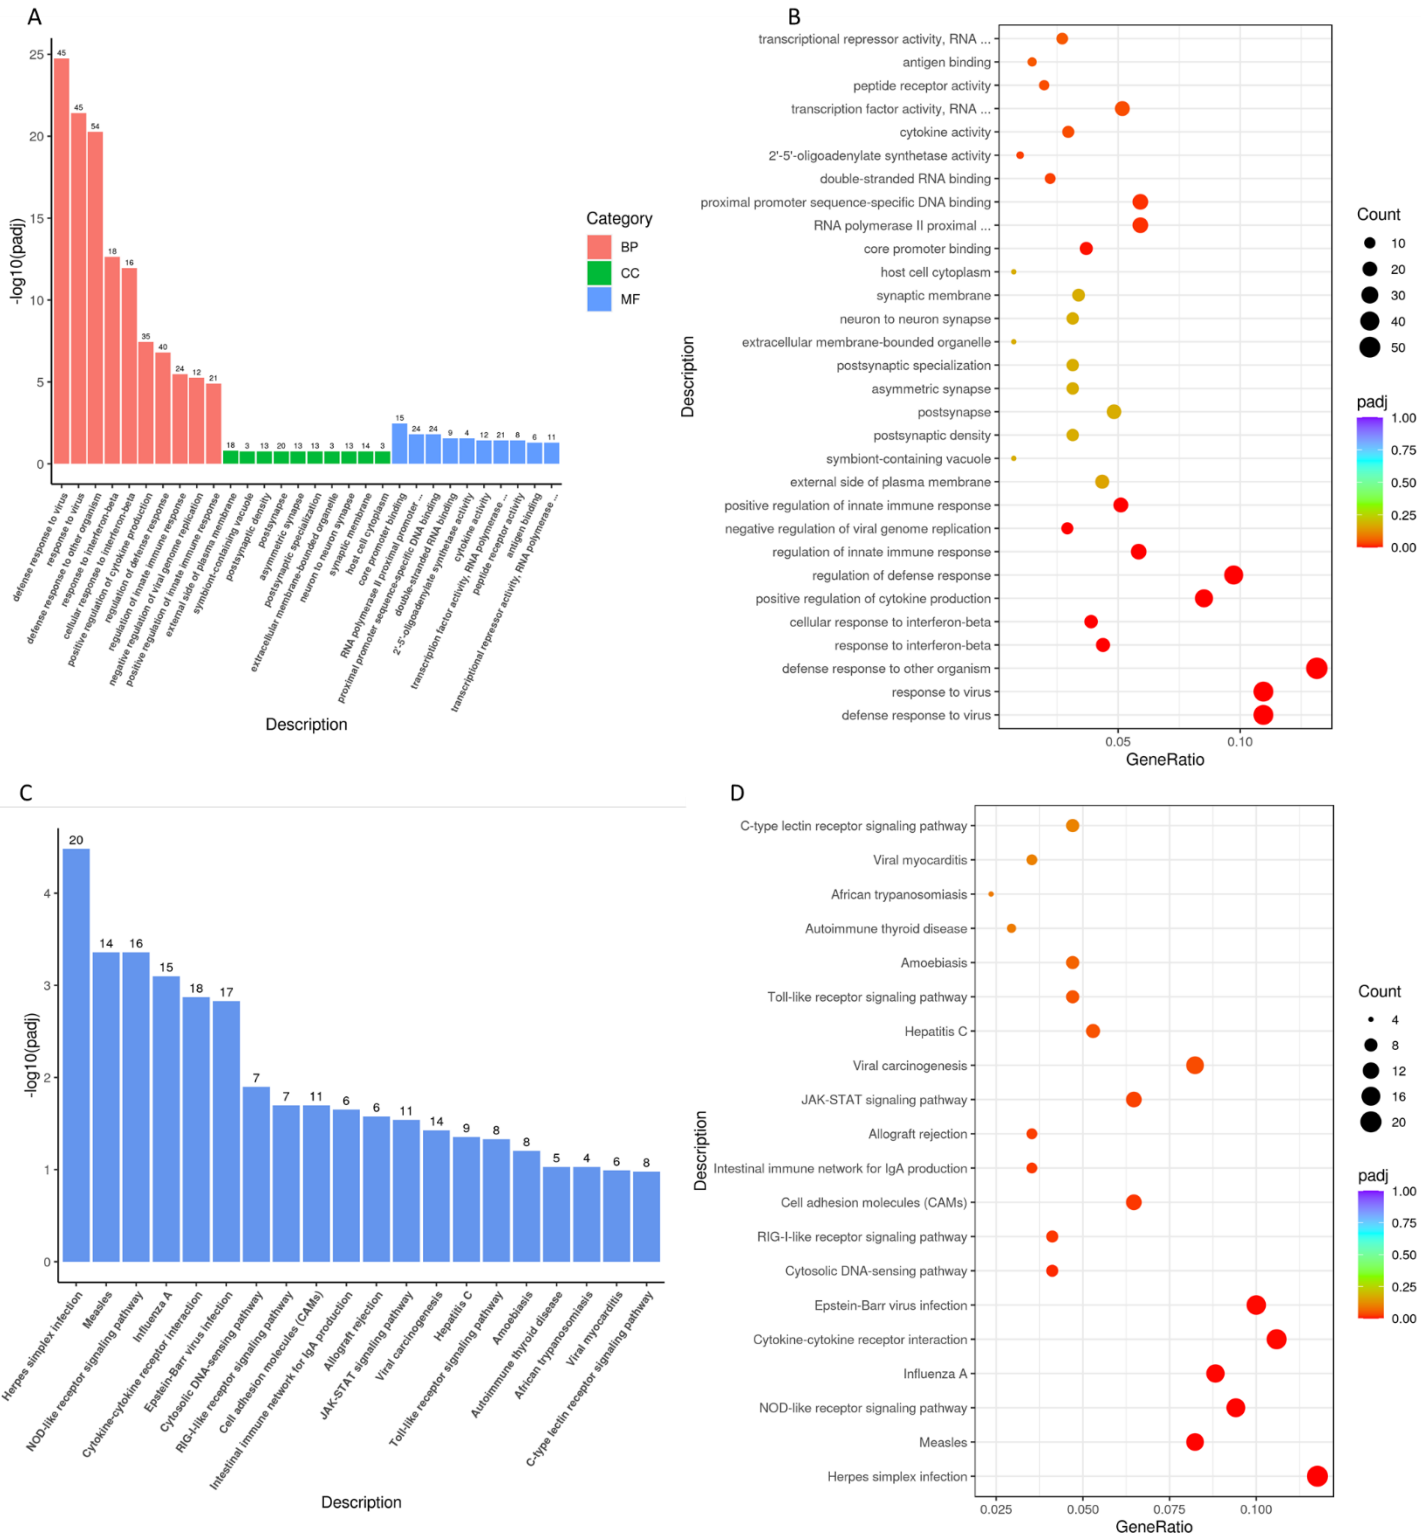 A
25
20
15
10
5
0
-log10(padj)
45
45
54
18
16
35
40
24
12
21
18
3
13
20
13
13
3
13
14
3
15
24
24
9
4
12
21
8
6
11
defense response to virus
response to virus
defense response to other organism
response to interferon-beta
cellular response to interferon-beta
positive regulation of cytokine production
regulation of defense response
regulation of innate immune response
negative regulation of viral genome replication
positive regulation of innate immune response
external side of plasma membrane
symbiont-containing vacuole
postsynaptic density
postsynapse
asymmetric synapse
postsynaptic specialization
extracellular membrane-bounded organelle
neuron to neuron synapse
synaptic membrane
host cell cytoplasm
core promoter binding
RNA polymerase II proximal promoter ...
proximal promoter sequence-specific DNA binding
double-stranded RNA binding
2'-5'-oligoadenylate synthetase activity
cytokine activity
transcription factor activity, RNA polymerase ...
peptide receptor activity
antigen binding
transcriptional repressor activity, RNA polymerase ...
Description
Category
BP
CC
MF
B
transcriptional repressor activity, RNA ...
antigen binding
peptide receptor activity
transcription factor activity, RNA ...
cytokine activity
2'-5'-oligoadenylate synthetase activity
double-stranded RNA binding
proximal promoter sequence-specific DNA binding
RNA polymerase II proximal ...
core promoter binding
host cell cytoplasm
synaptic membrane
neuron to neuron synapse
extracellular membrane-bounded organelle
postsynaptic specialization
asymmetric synapse
postsynapse
postsynaptic density
symbiont-containing vacuole
external side of plasma membrane
positive regulation of innate immune response
negative regulation of viral genome replication
regulation of innate immune response
regulation of defense response
positive regulation of cytokine production
cellular response to interferon-beta
response to interferon-beta
defense response to other organism
response to virus
defense response to virus
Description
0.05
0.10
GeneRatio
Count
10
20
30
40
50
padj
1.00
0.75
0.50
0.25
0.00
C
4
3
2
1
0
-log10(padj)
20
14
16
15
18
17
7
7
11
6
6
11
14
9
8
8
5
4
6
8
Herpes simplex infection
Measles
NOD-like receptor signaling pathway
Influenza A
Cytokine-cytokine receptor interaction
Epstein-Barr virus infection
Cytosolic DNA-sensing pathway
RIG-I-like receptor signaling pathway
Cell adhesion molecules (CAMs)
Intestinal immune network for IgA production
Allograft rejection
JAK-STAT signaling pathway
Viral carcinogenesis
Hepatitis C
Toll-like receptor signaling pathway
Amoebiasis
Autoimmune thyroid disease
African trypanosomiasis
Viral myocarditis
C-type lectin receptor signaling pathway
Description
D
C-type lectin receptor signaling pathway
Viral myocarditis
African trypanosomiasis
Autoimmune thyroid disease
Amoebiasis
Toll-like receptor signaling pathway
Hepatitis C
Viral carcinogenesis
JAK-STAT signaling pathway
Allograft rejection
Intestinal immune network for IgA production
Cell adhesion molecules (CAMs)
RIG-I-like receptor signaling pathway
Cytosolic DNA-sensing pathway
Epstein-Barr virus infection
Cytokine-cytokine receptor interaction
Influenza A
NOD-like receptor signaling pathway
Measles
Herpes simplex infection
Description
0.025
0.050
0.075
0.100
GeneRatio
Count
4
8
12
16
20
padj
1.00
0.75
0.50
0.25
0.00